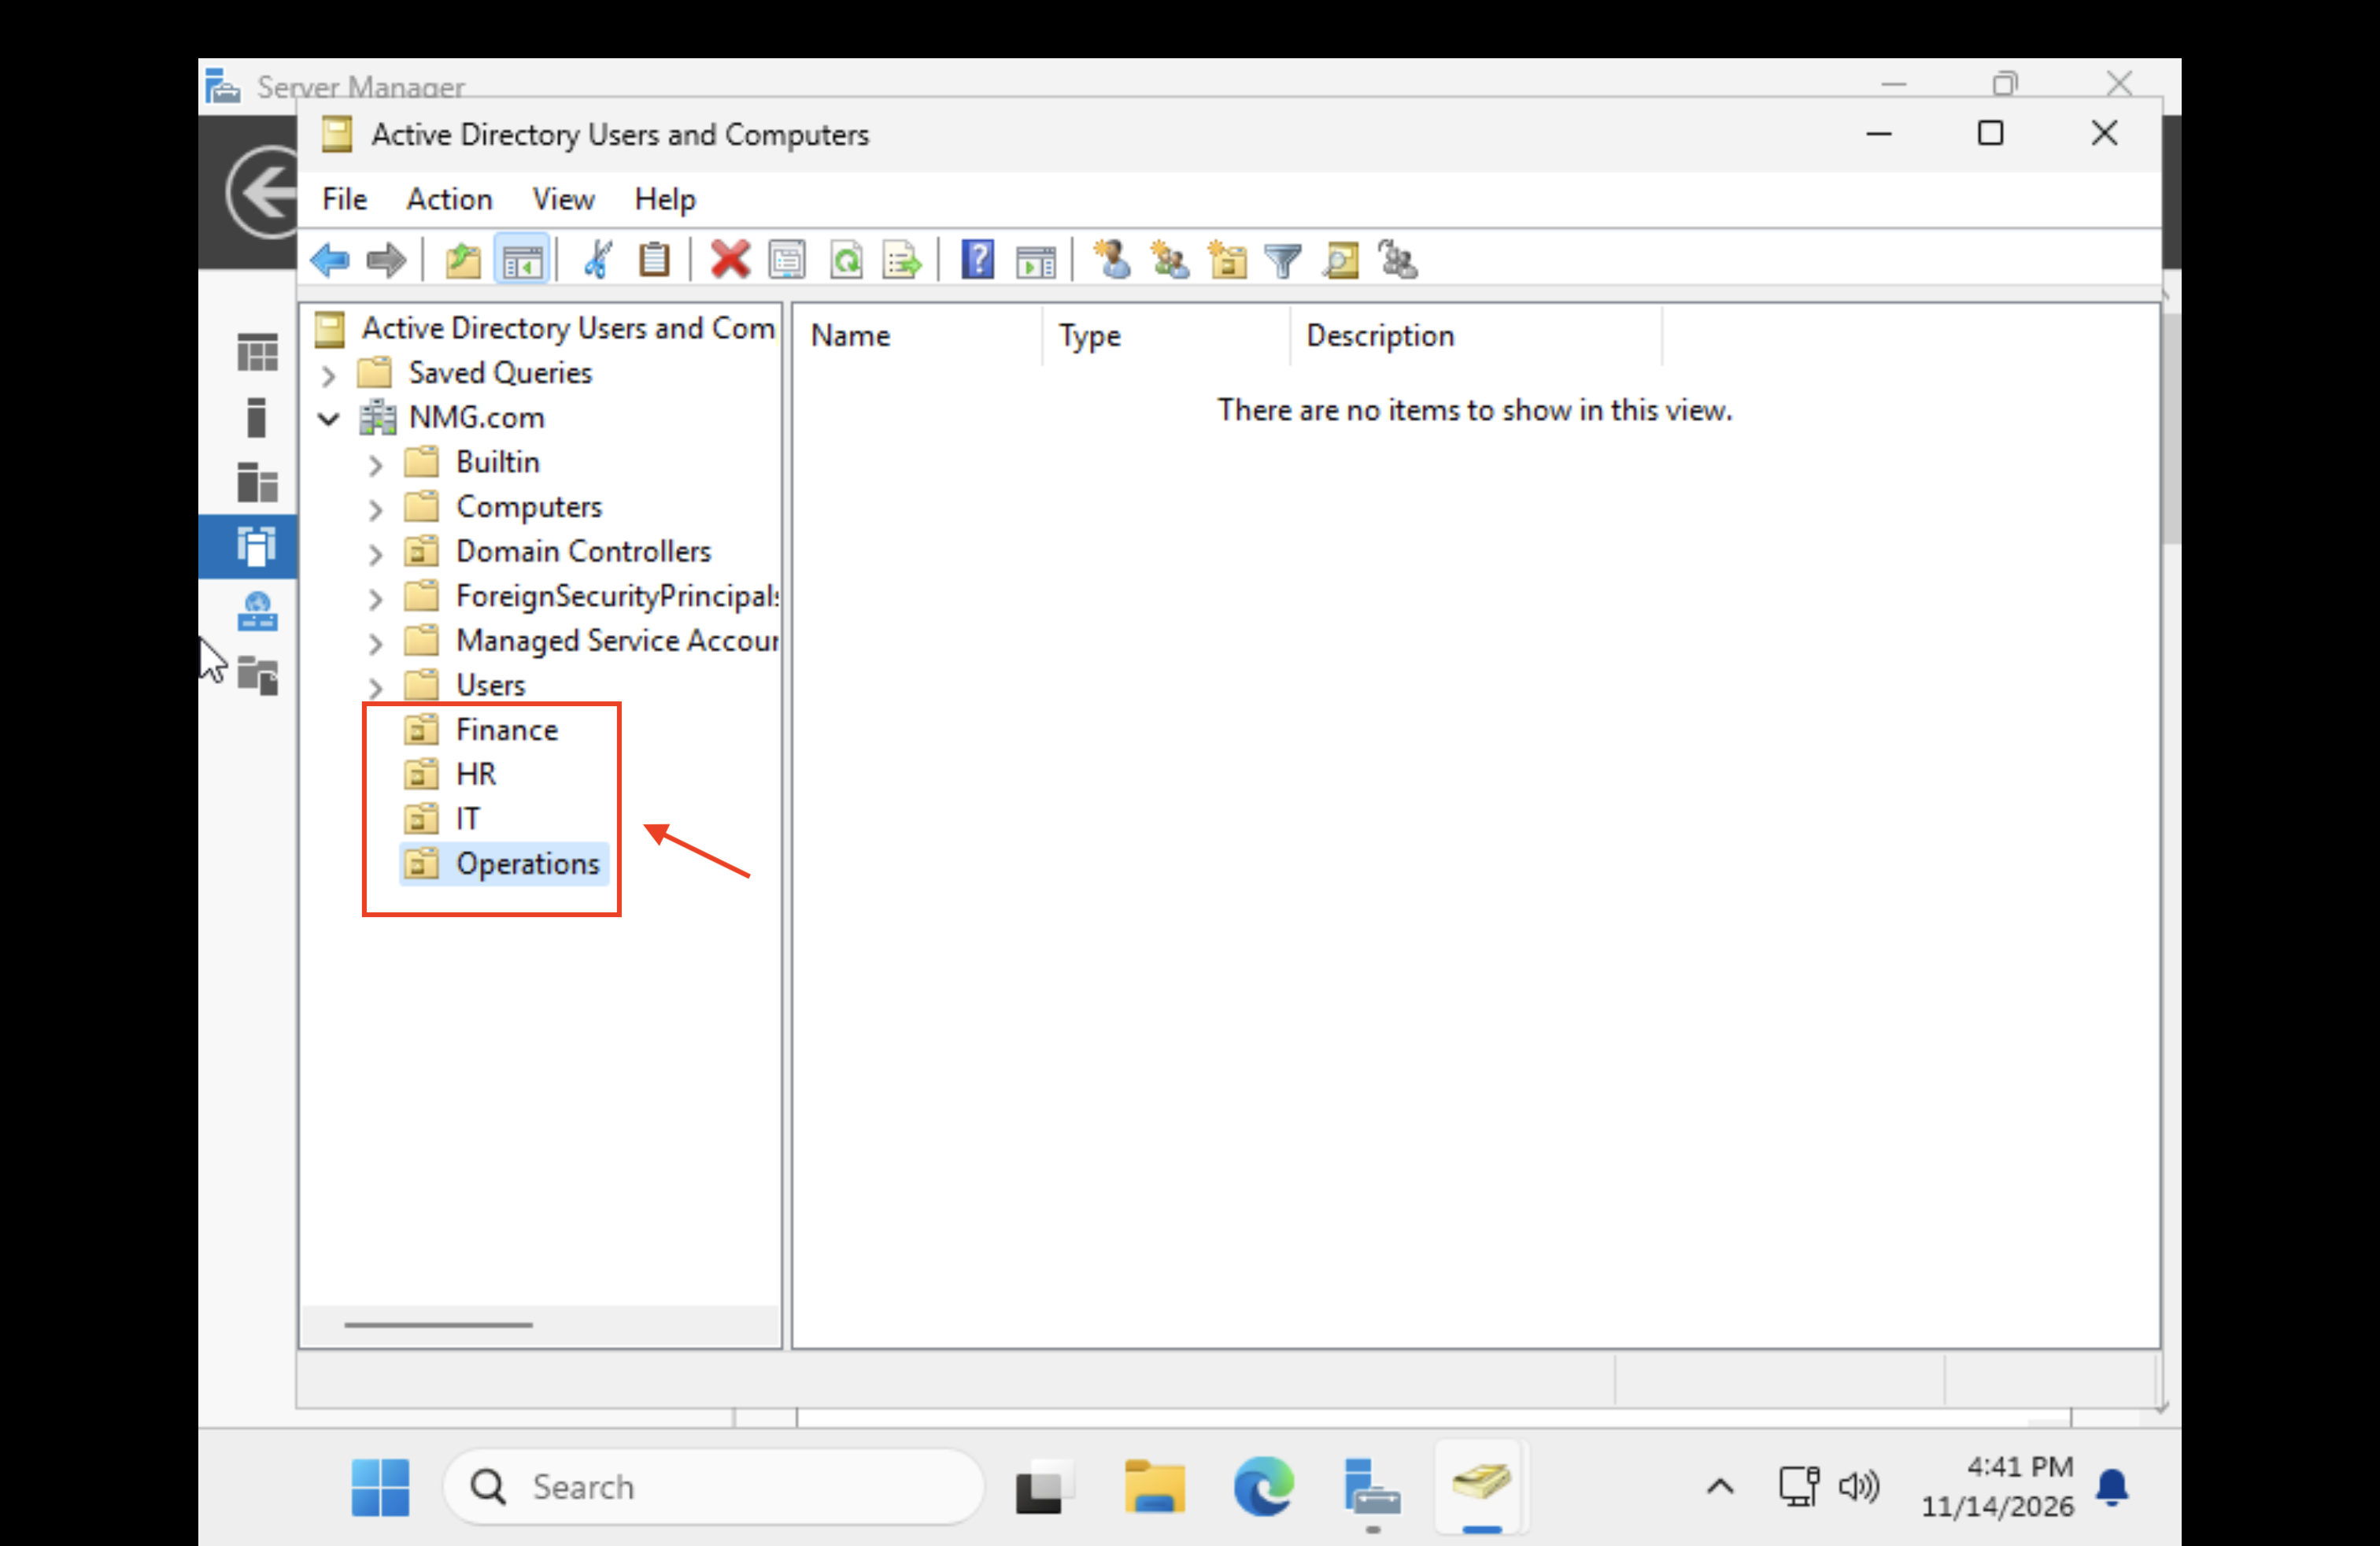 Server Manager
Active Directory Users and Computers
File Action View Help
Active Directory Users and Com
Name Type Description
Saved Queries
There are no items to show in this view.
NMG.com
Builtin
Computers
Domain Controllers
ForeignSecurityPrincipals
Managed Service Accour
Users
Finance
HR
IT
Operations
Search
4:41 PM
11/14/2026